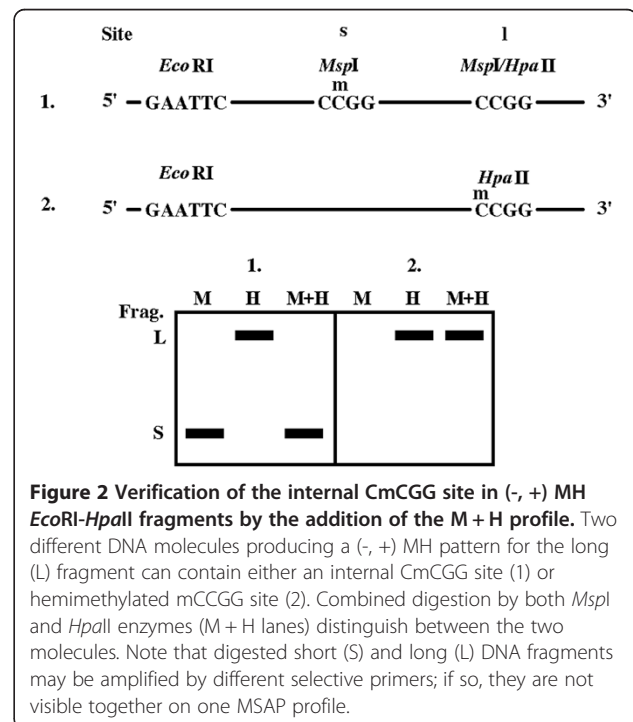 Site s l
EcoRI MspI MspI/HpaII
m
1. 5' GAATTC CCGG CCGG 3'
EcoRI HpaII
m
2. 5' GAATTC CCGG 3'
1. 2.
Frag. M H M+H M H M+H
L
S
Figure 2 Verification of the internal CmCGG site in (-, +) MH
EcoRI-HpaII fragments by the addition of the M + H profile. Two
different DNA molecules producing a (-, +) MH pattern for the long
(L) fragment can contain either an internal CmCGG site (1) or
hemimethylated mCCGG site (2). Combined digestion by both MspI
and HpaII enzymes (M + H lanes) distinguish between the two
molecules. Note that digested short (S) and long (L) DNA fragments
may be amplified by different selective primers; if so, they are not
visible together on one MSAP profile.